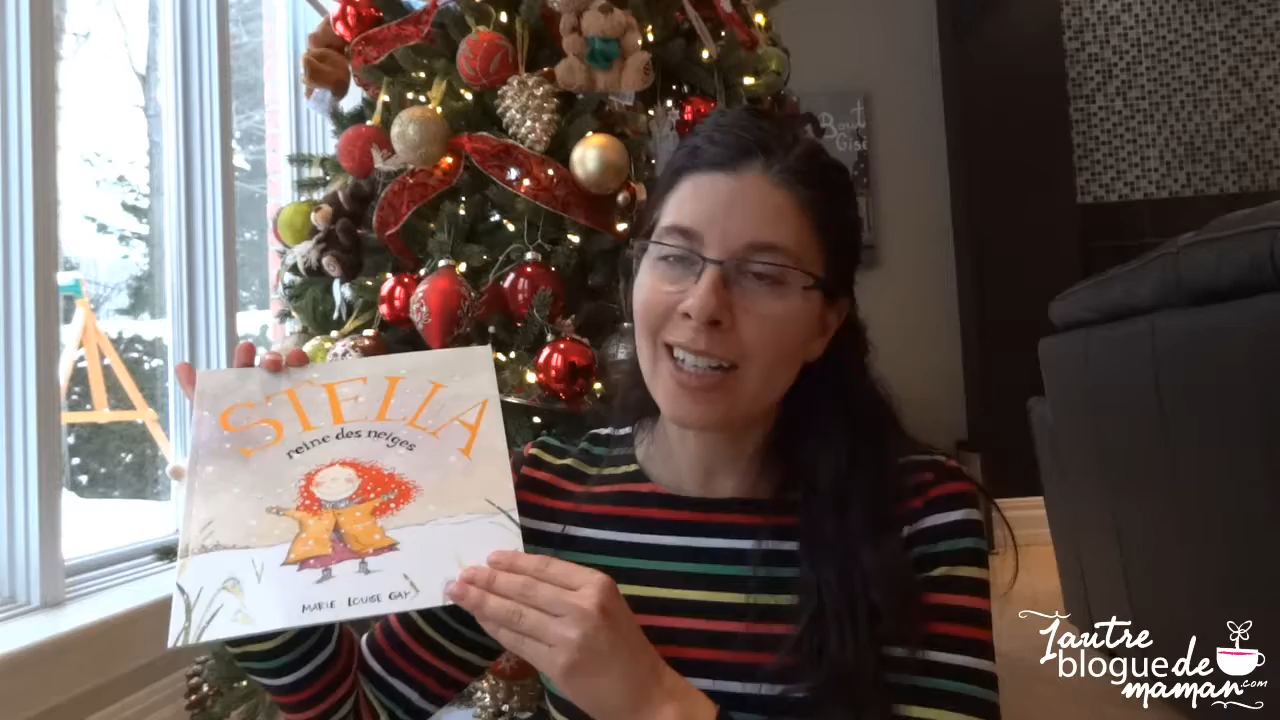 STELLA
reine des neiges
MARIE LOUISE GAY
L'autre
blogue de
maman.com